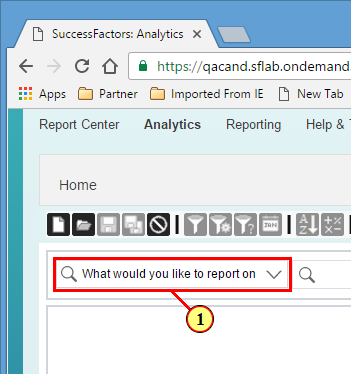 SuccessFactors: Analytics
https://qacand.sflab.ondemand.
Apps Partner Imported From IE New Tab
Report Center Analytics Reporting Help & T
Home
JAN
A Z
What would you like to report on
1